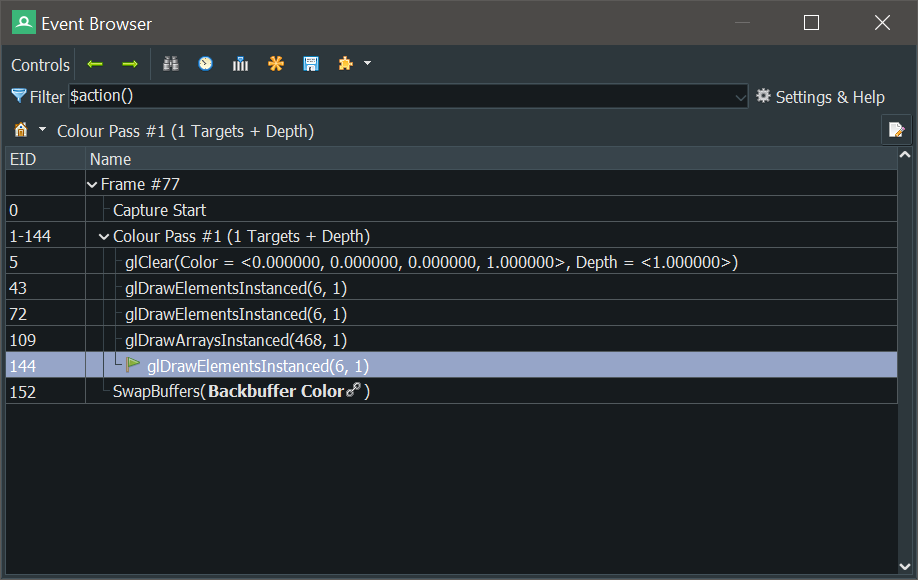 Event Browser
Controls
Filter $action() Settings & Help
Colour Pass #1 (1 Targets + Depth)
EID Name
Frame #77
0 Capture Start
1-144 Colour Pass #1 (1 Targets + Depth)
5 glClear(Color = <0.000000, 0.000000, 0.000000, 1.000000>, Depth = <1.000000>)
43 glDrawElementsInstanced(6, 1)
72 glDrawElementsInstanced(6, 1)
109 glDrawArraysInstanced(468, 1)
144 glDrawElementsInstanced(6, 1)
152 SwapBuffers(Backbuffer Color)